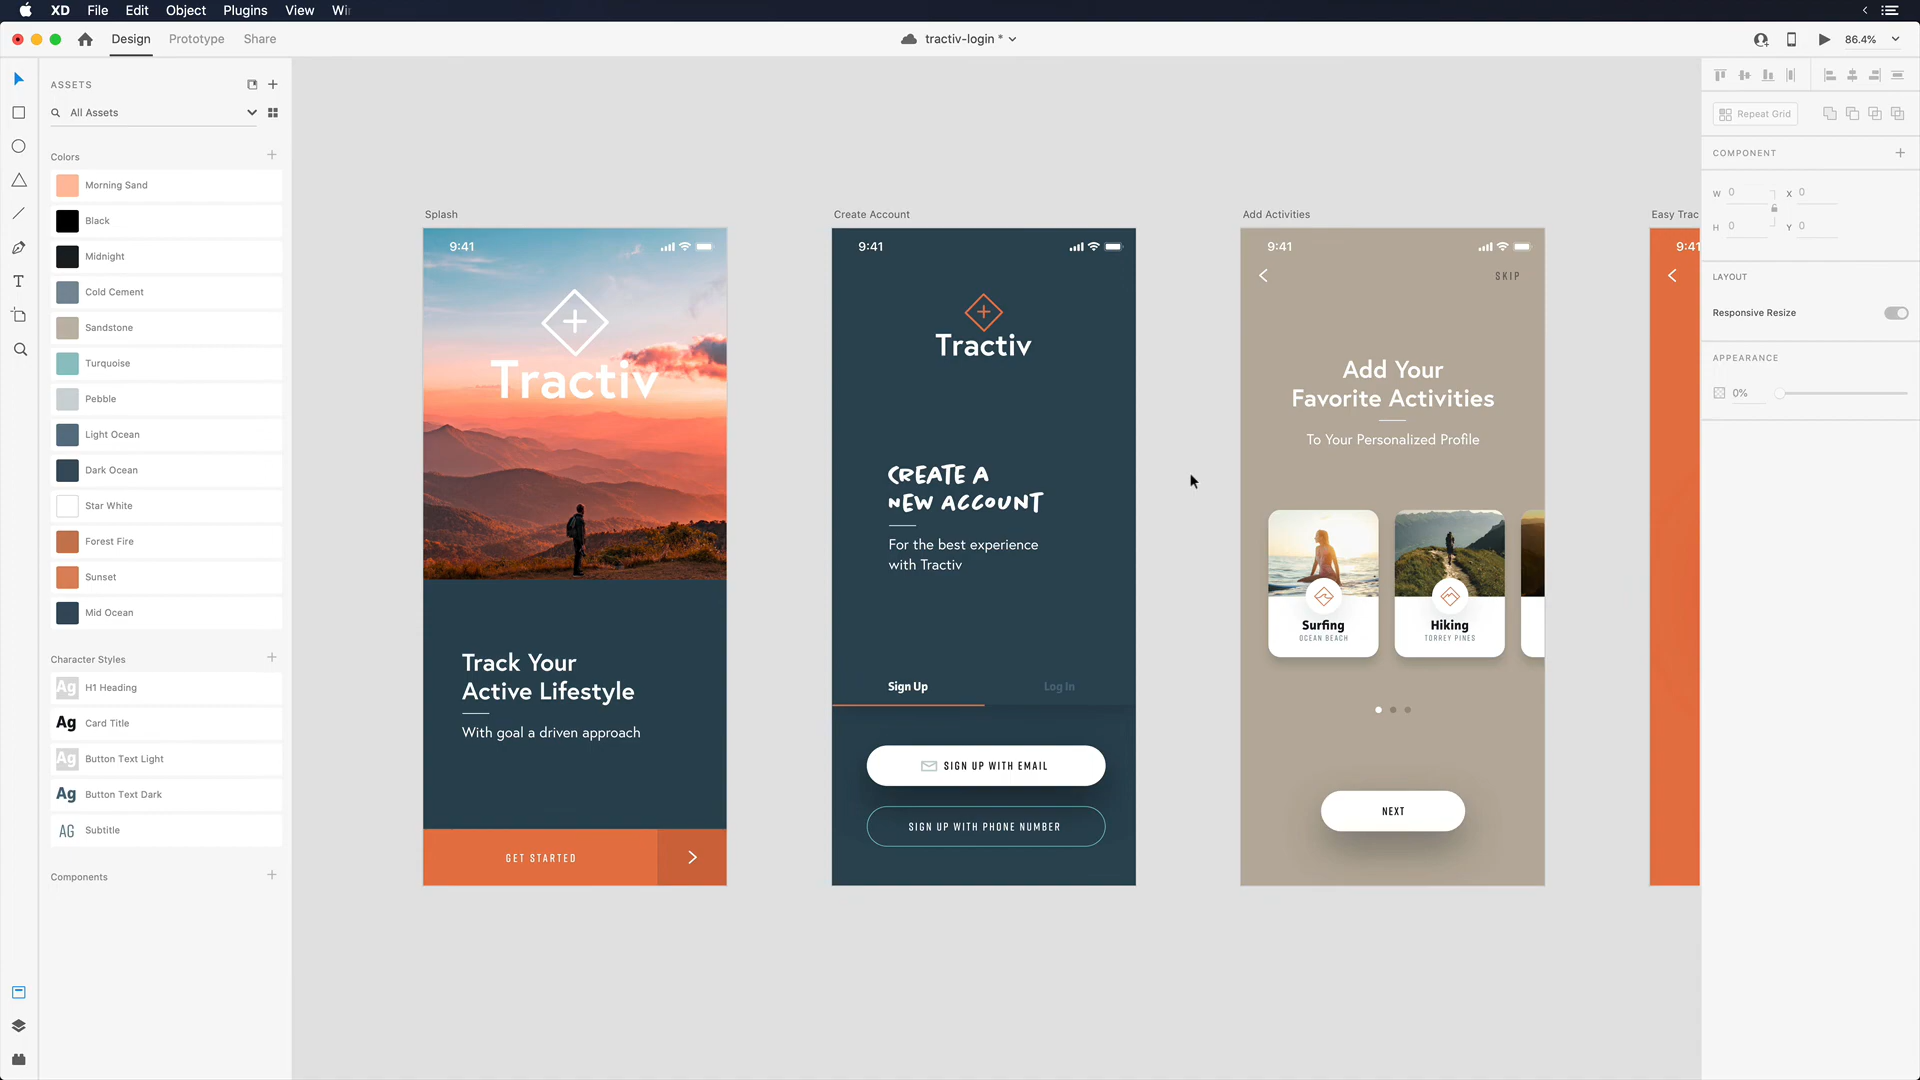 XD File Edit Object Plugins View Wi
Design Prototype Share
tractiv-login *
86.4%
ASSETS
All Assets
Colors
Morning Sand
Black
Midnight
Cold Cement
Sandstone
Turquoise
Pebble
Light Ocean
Dark Ocean
Star White
Forest Fire
Sunset
Mid Ocean
Character Styles
Ag H1 Heading
Ag Card Title
Ag Button Text Light
Ag Button Text Dark
AG Subtitle
Components
Splash
9:41
Tractiv
Track Your
Active Lifestyle
With goal a driven approach
GET STARTED
Create Account
9:41
Tractiv
CREATE A
NEW ACCOUNT
For the best experience
with Tractiv
Sign Up Log In
SIGN UP WITH EMAIL
SIGN UP WITH PHONE NUMBER
Add Activities
9:41
SKIP
Add Your
Favorite Activities
To Your Personalized Profile
Surfing
OCEAN BEACH
Hiking
TORREY PINES
NEXT
Easy Trac
9:41
Repeat Grid
COMPONENT
W 0 X 0
H 0 Y 0
LAYOUT
Responsive Resize
APPEARANCE
0%